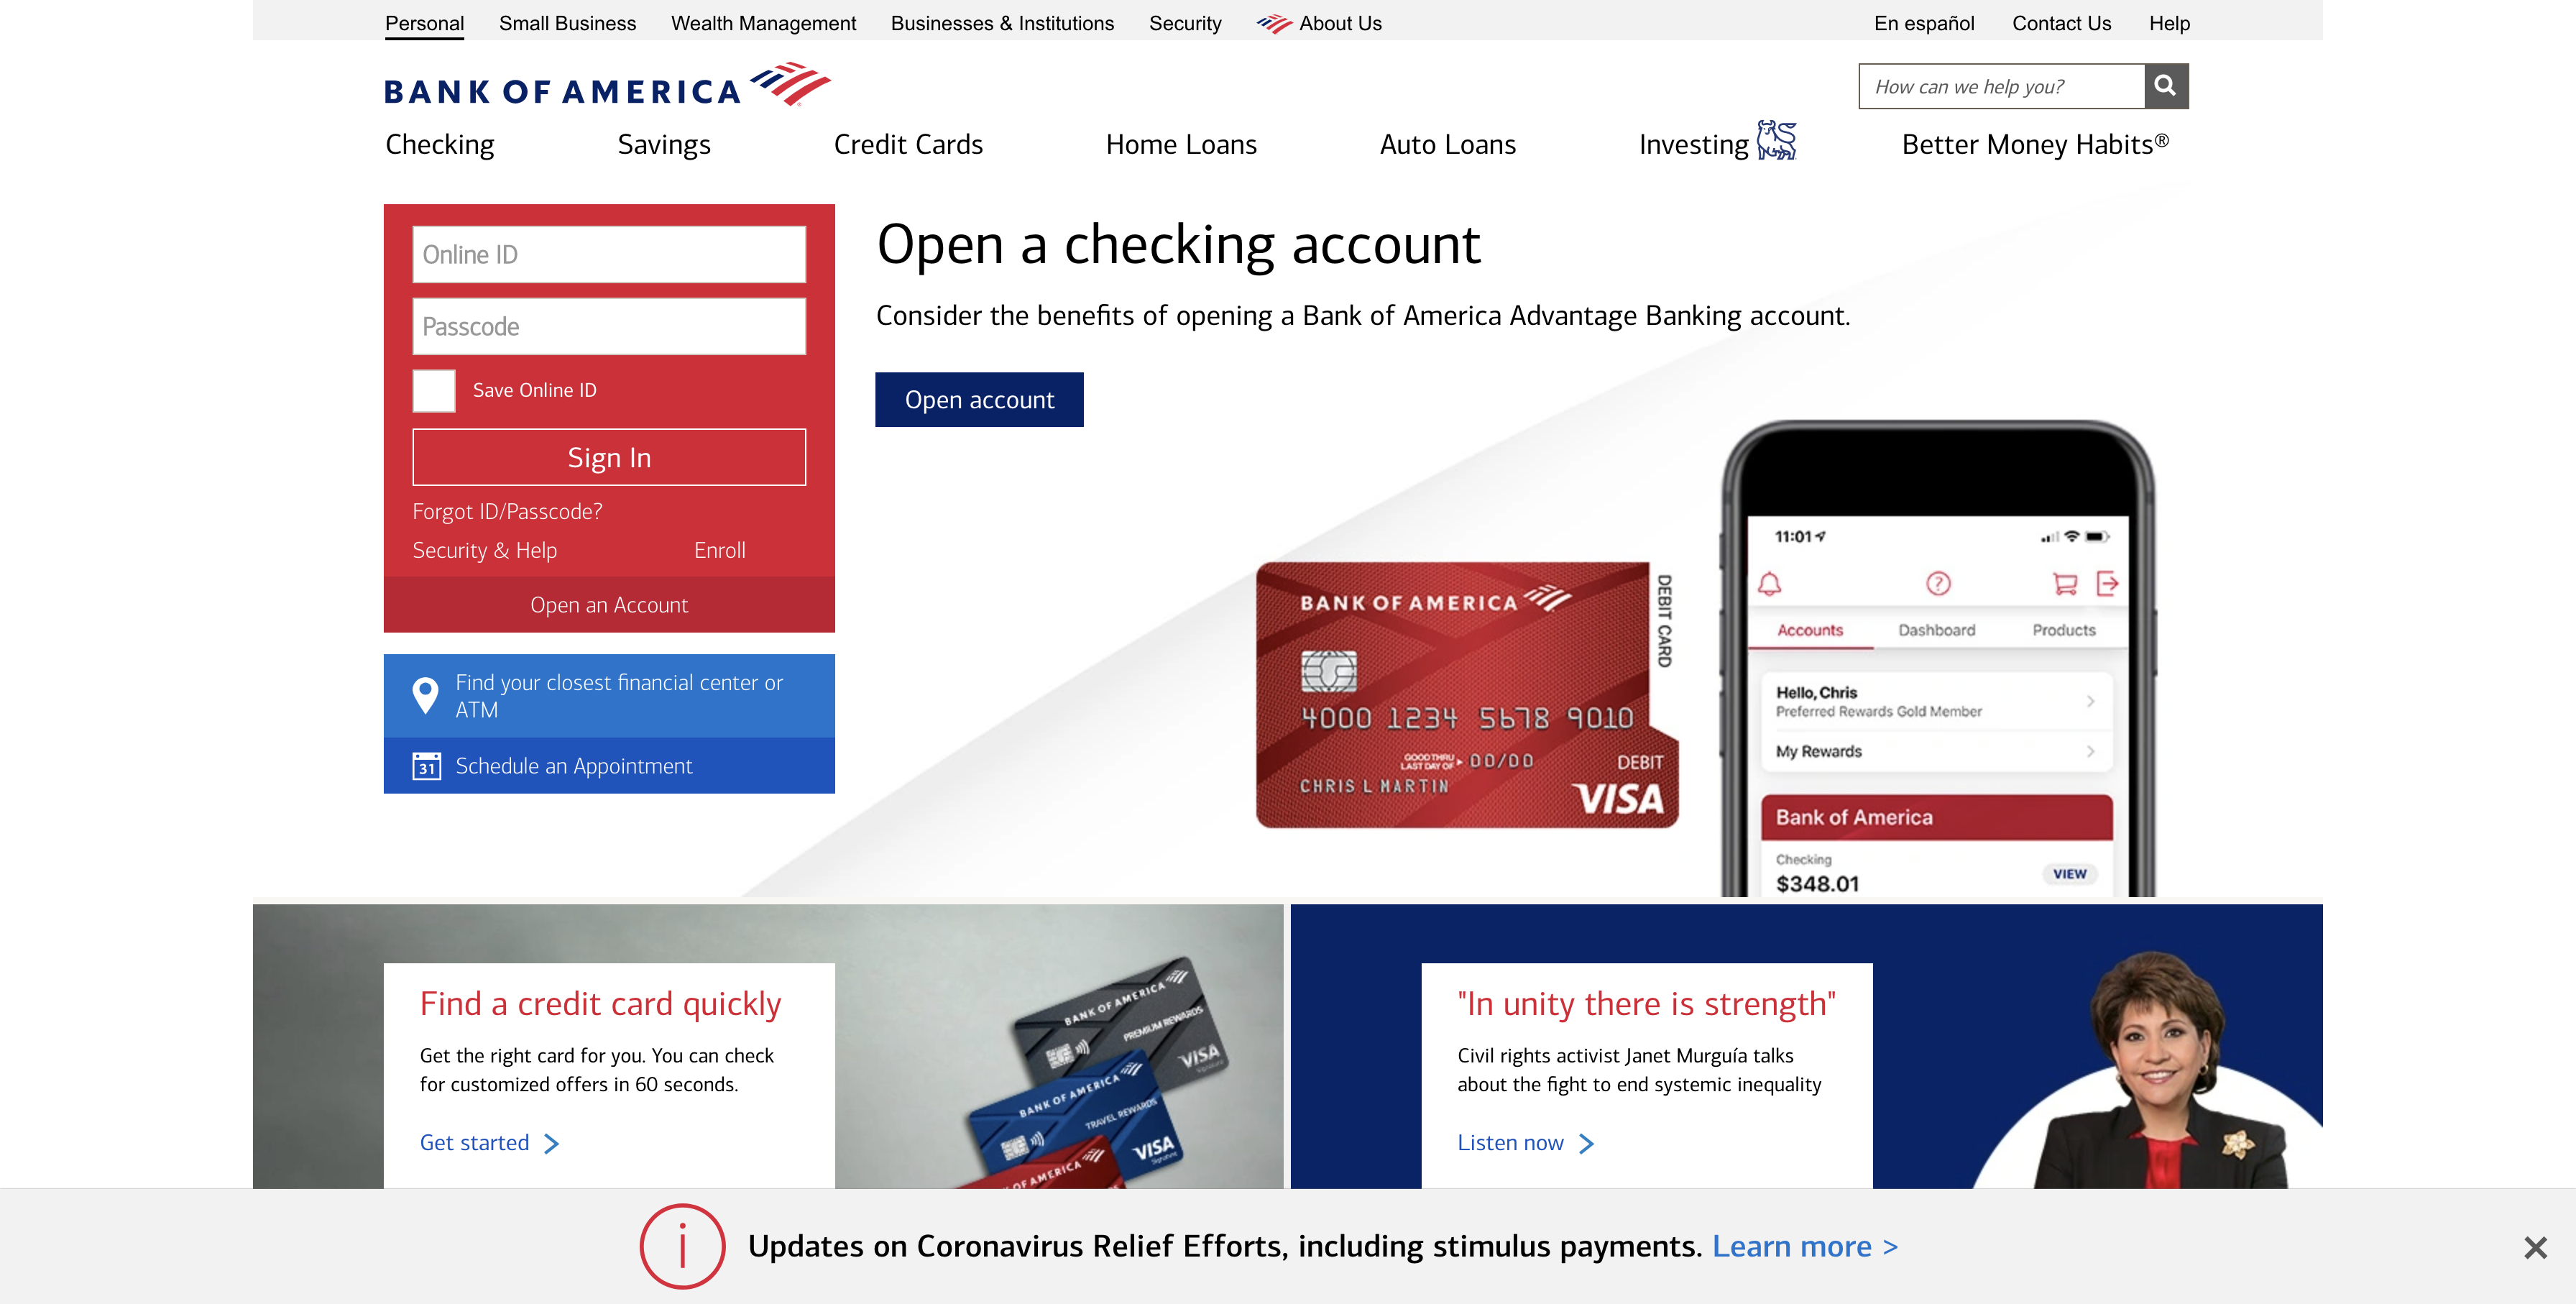 Personal
Small Business
Wealth Management
Businesses & Institutions
Security
About Us
En español
Contact Us
Help
BANK OF AMERICA
How can we help you?
Checking
Savings
Credit Cards
Home Loans
Auto Loans
Investing
Better Money Habits®
Online ID
Passcode
Save Online ID
Sign In
Forgot ID/Passcode?
Security & Help
Enroll
Open an Account
Find your closest financial center or
ATM
31
Schedule an Appointment
Open a checking account
Consider the benefits of opening a Bank of America Advantage Banking account.
Open account
BANK OF AMERICA
DEBIT CARD
4000 1234 5678 9010
GOOD THRU
LAST DAY OF
00/00
DEBIT
CHRIS L MARTIN
VISA
11:01
Accounts
Dashboard
Products
Hello, Chris
Preferred Rewards Gold Member
My Rewards
Bank of America
Checking
$348.01
VIEW
Find a credit card quickly
Get the right card for you. You can check
for customized offers in 60 seconds.
Get started
BANK OF AMERICA
PREMIUM REWARDS
VISA
Signature
BANK OF AMERICA
TRAVEL REWARDS
VISA
Signature
OF AMERICA
"In unity there is strength"
Civil rights activist Janet Murguía talks
about the fight to end systemic inequality
Listen now
Updates on Coronavirus Relief Efforts, including stimulus payments. Learn more >